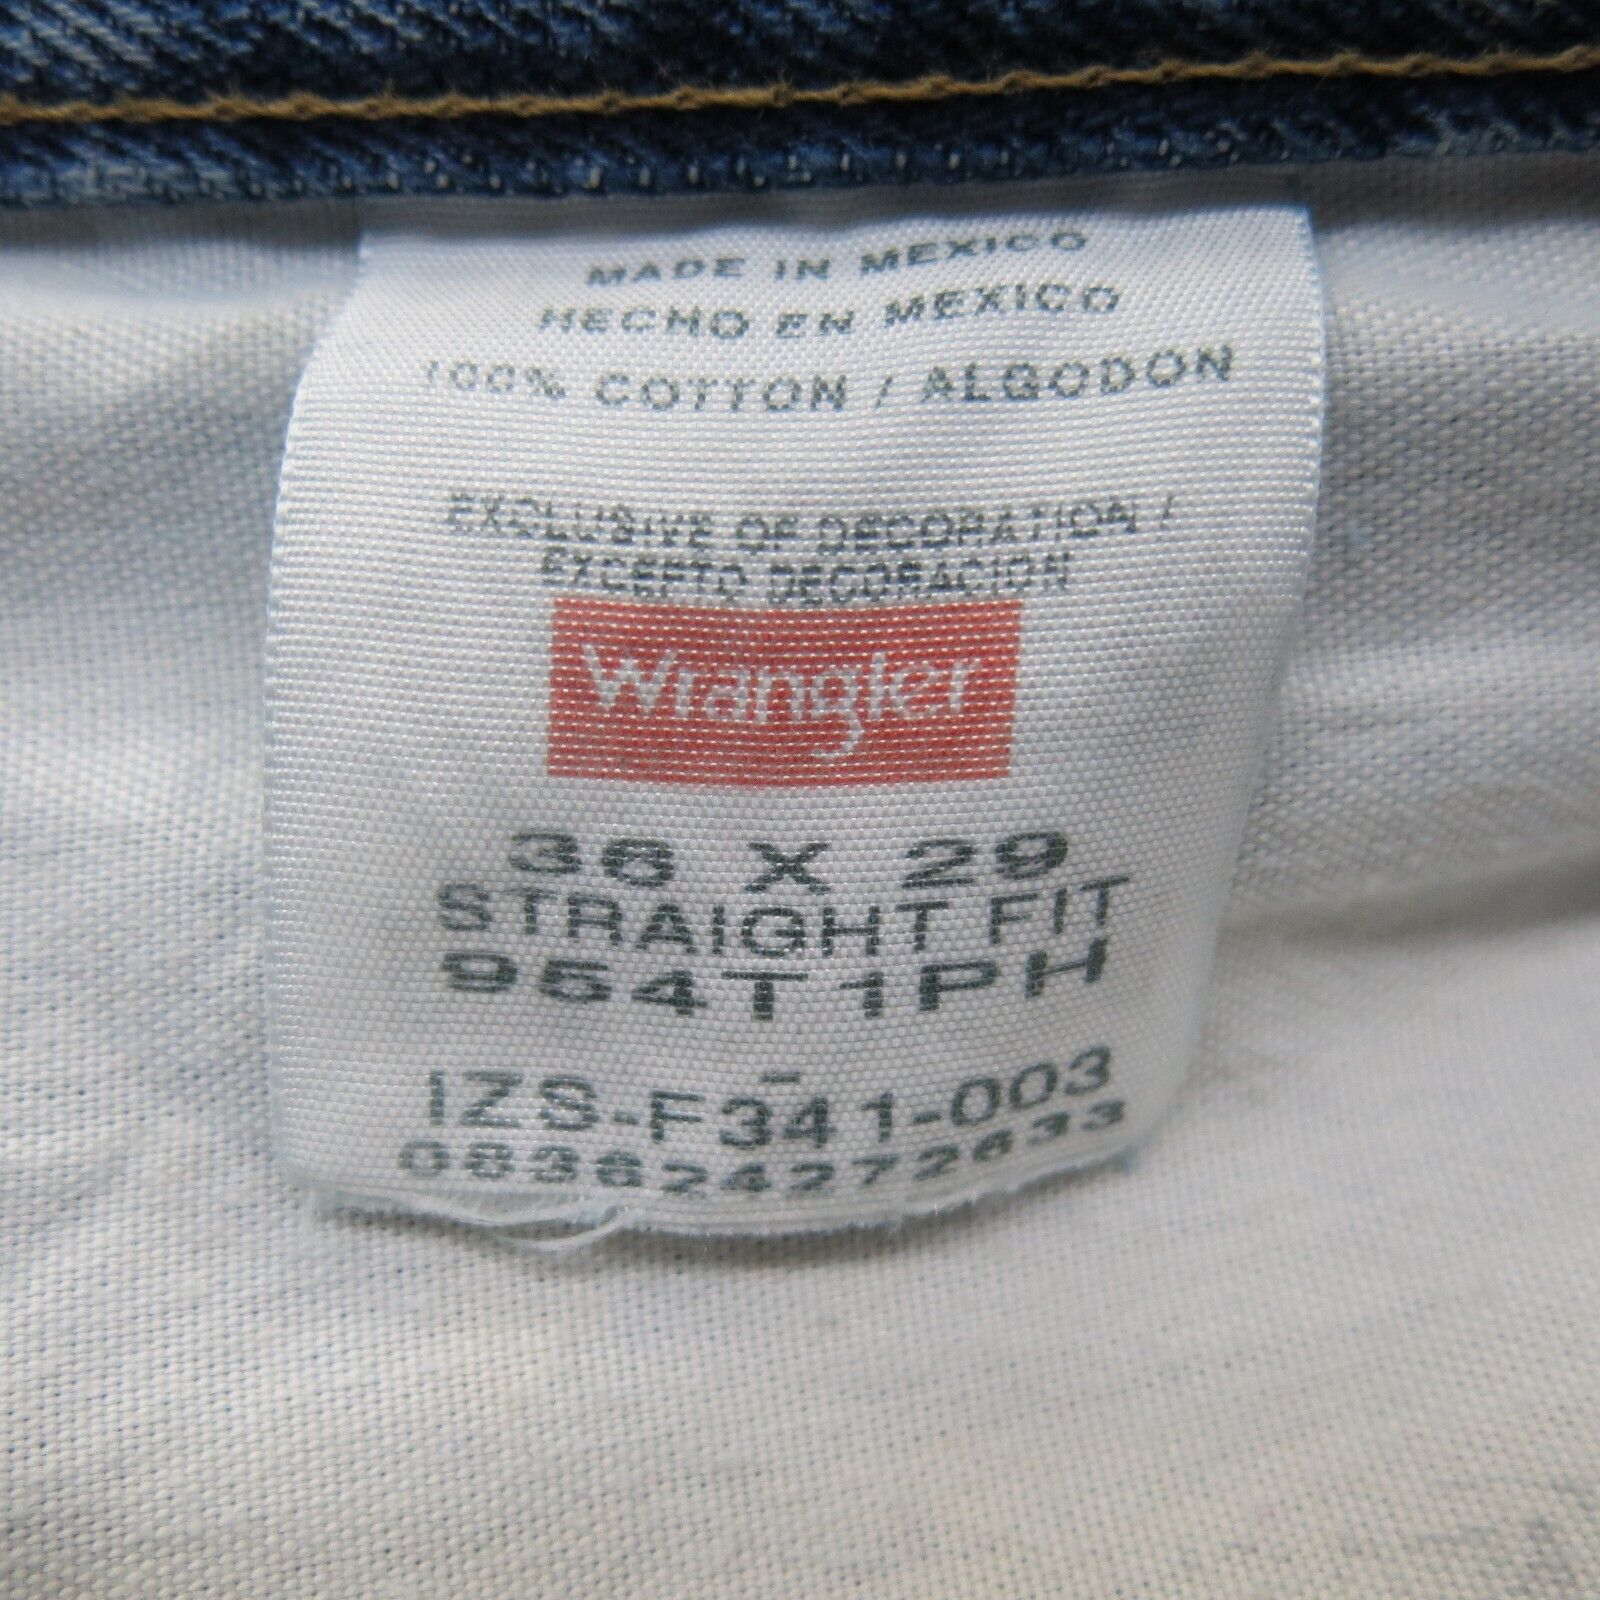 MADE IN MEXICO
HECHO EN MEXICO
100% COTTON / ALGODON
EXCLUSIVE OF DECORATION /
EXCEPTO DECORACION
Wrangler
36 X 29
STRAIGHT FIT
954T1PH
-
IZS-F341-003
083624272633